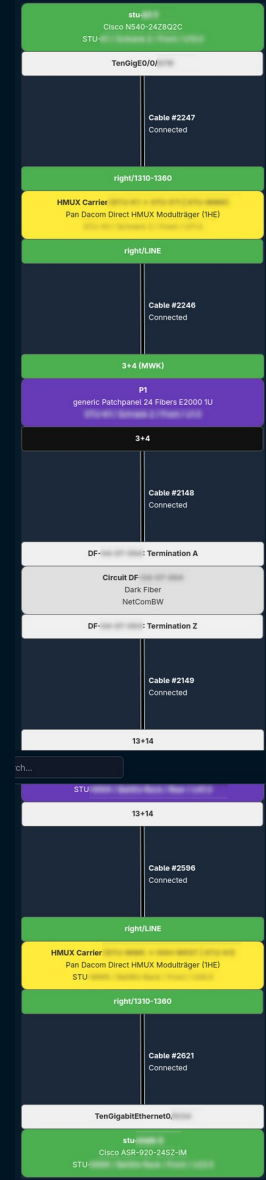 stu-
Cisco N540-24Z8Q2C
STU-
TenGigE0/0/
Cable #2247
Connected
right/1310-1360
HMUX Carrier
Pan Dacom Direct HMUX Modulträger (1HE)
right/LINE
Cable #2246
Connected
3+4 (MWK)
P1
generic Patchpanel 24 Fibers E2000 1U
3+4
Cable #2148
Connected
DF- : Termination A
Circuit DF
Dark Fiber
NetComBW
DF- : Termination Z
Cable #2149
Connected
13+14
ch...
STU
13+14
Cable #2596
Connected
right/LINE
HMUX Carrier
Pan Dacom Direct HMUX Modulträger (1HE)
STU
right/1310-1360
Cable #2621
Connected
TenGigabitEthernet0/
stu-
Cisco ASR-920-24SZ-IM
STU-